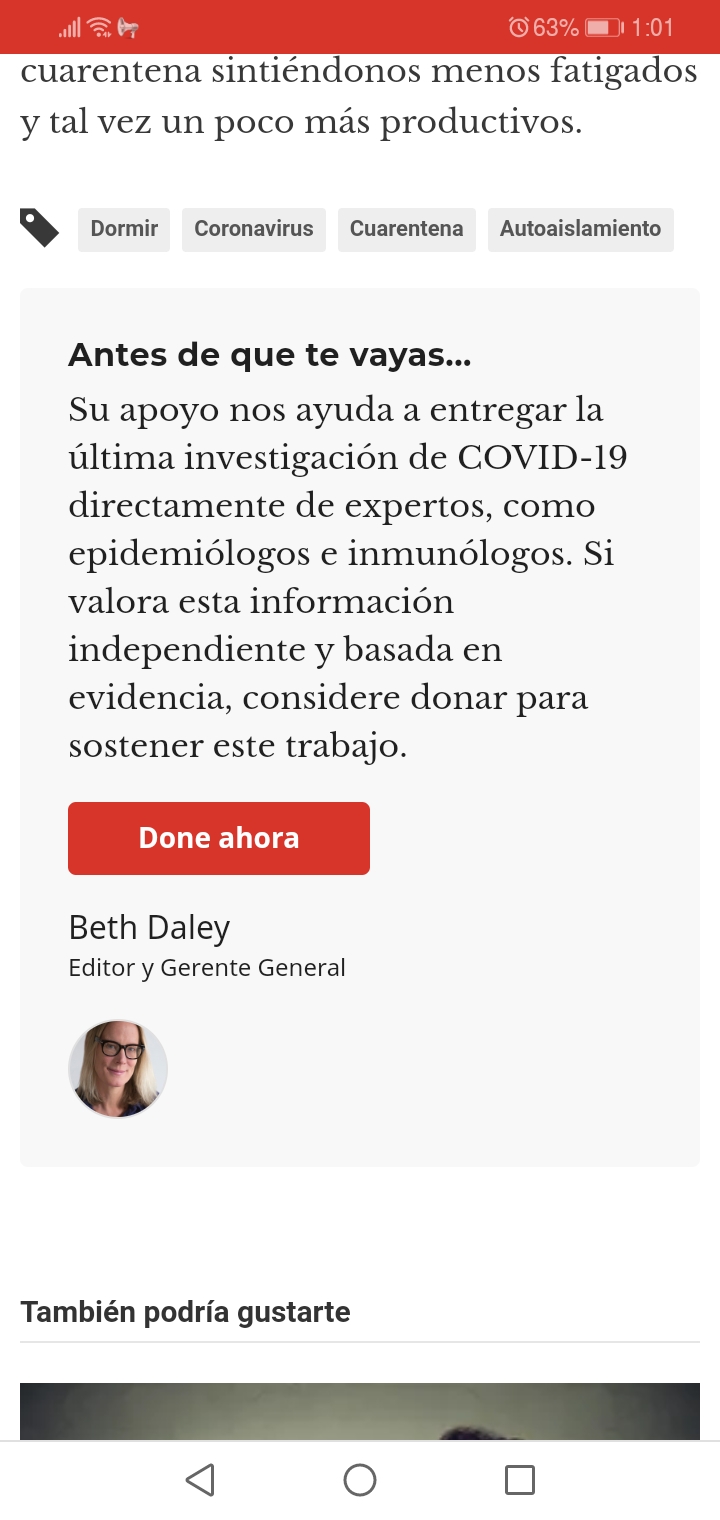 63% 1:01
cuarentena sintiéndonos menos fatigados
y tal vez un poco más productivos.
Dormir Coronavirus Cuarentena Autoaislamiento
Antes de que te vayas...
Su apoyo nos ayuda a entregar la
última investigación de COVID-19
directamente de expertos, como
epidemiólogos e inmunólogos. Si
valora esta información
independiente y basada en
evidencia, considere donar para
sostener este trabajo.
Done ahora
Beth Daley
Editor y Gerente General
También podría gustarte